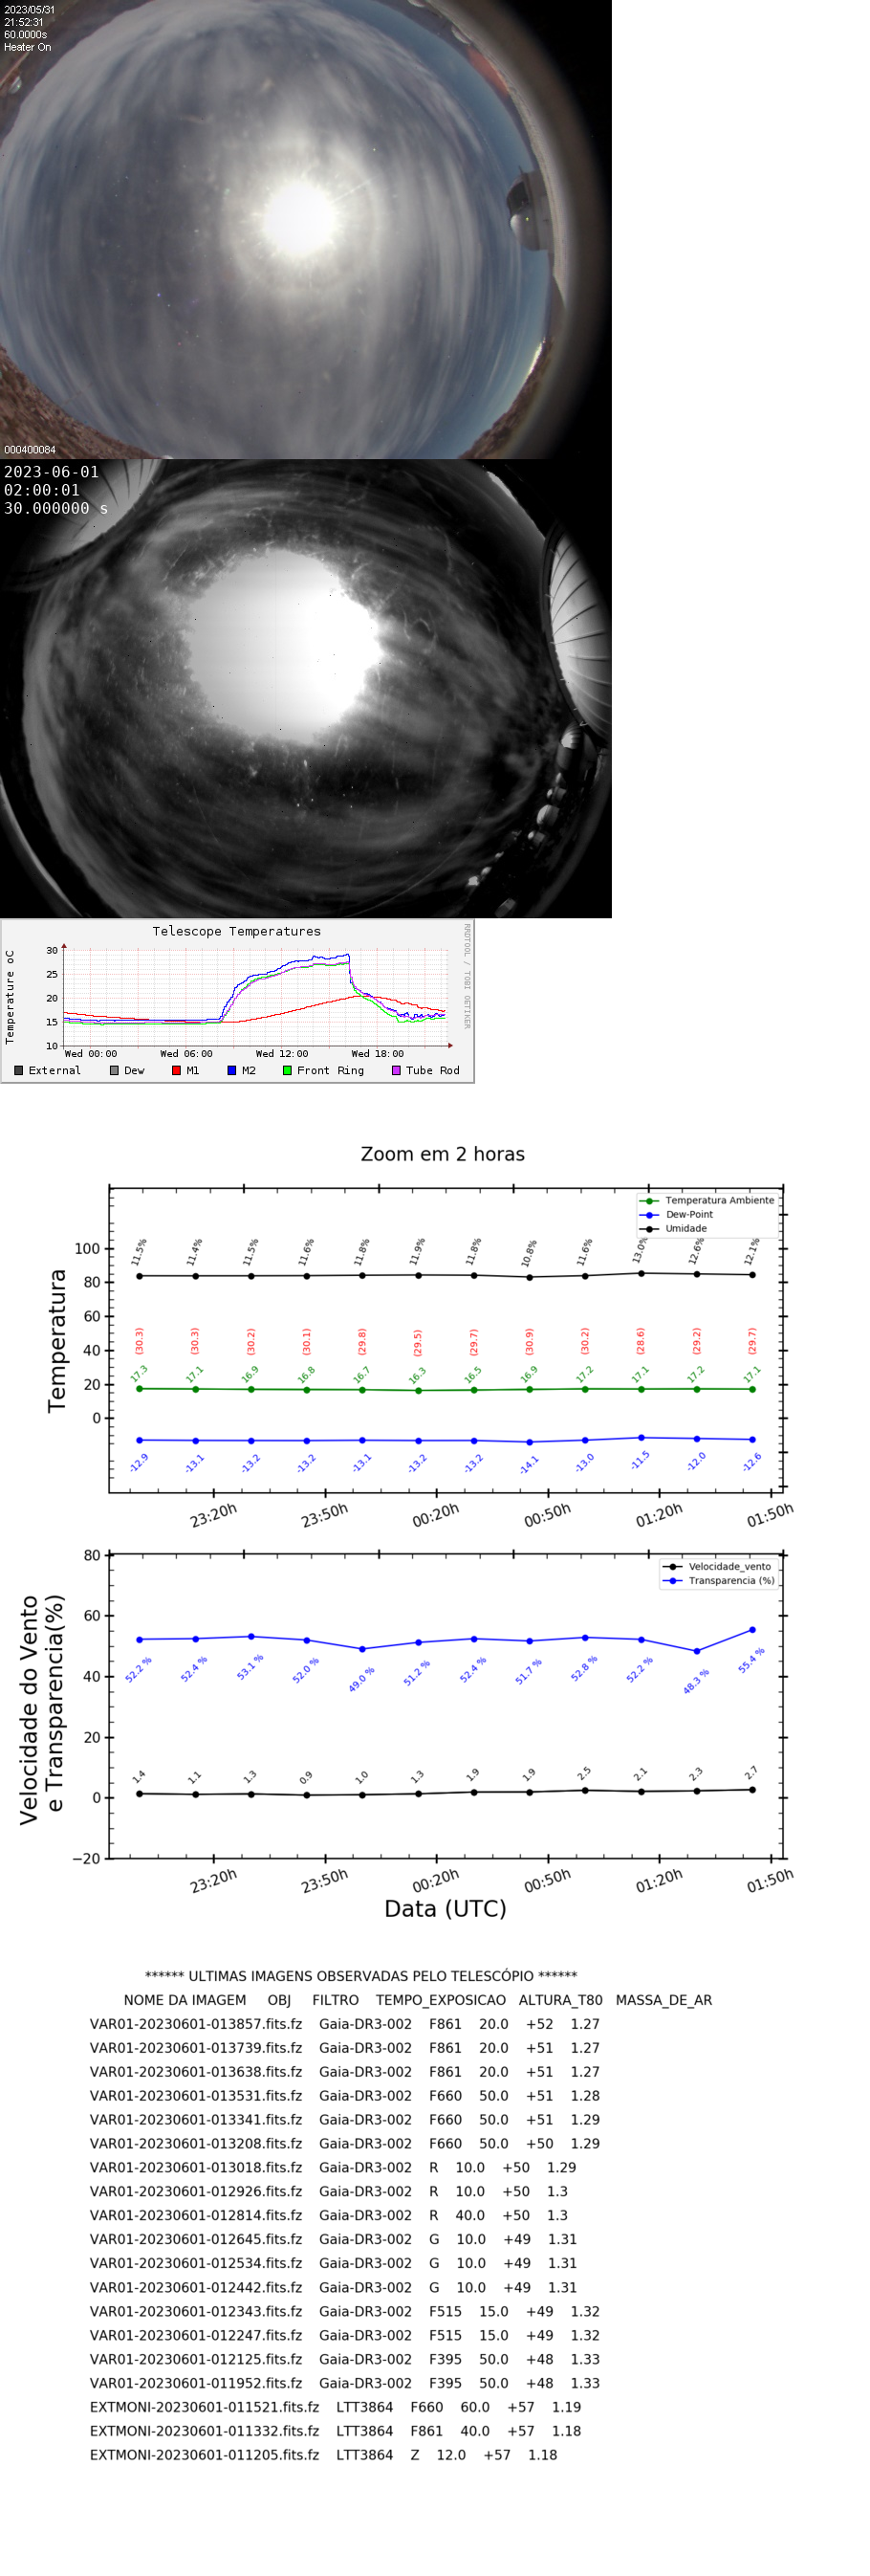 2023/05/31
21:52:31
60.0000s
Heater On
000400084
2023-06-01
02:00:01
30.000000 s
Telescope Temperatures
RRDTOOL / TOBI OETIKER
Temperature oC
30
25
20
15
10
Wed 00:00 Wed 06:00 Wed 12:00 Wed 18:00
External Dew M1 M2 Front Ring Tube Rod
Zoom em 2 horas
Temperatura Ambiente
Dew-Point
Umidade
Temperatura
100
80
60
40
20
0
11.5% 11.4% 11.5% 11.6% 11.8% 11.9% 11.8% 10.8% 11.6% 13.0% 12.6% 12.1%
(30.3) (30.3) (30.2) (30.1) (29.8) (29.5) (29.7) (30.9) (30.2) (28.6) (29.2) (29.7)
17.3 17.1 16.9 16.8 16.7 16.3 16.5 16.9 17.2 17.1 17.2 17.1
-12.9 -13.1 -13.2 -13.2 -13.1 -13.2 -13.2 -14.1 -13.0 -11.5 -12.0 -12.6
23:20h 23:50h 00:20h 00:50h 01:20h 01:50h
Velocidade_vento
Transparencia (%)
Velocidade do Vento
e Transparencia(%)
80
60
40
20
0
−20
52.2 % 52.4 % 53.1 % 52.0 % 49.0 % 51.2 % 52.4 % 51.7 % 52.8 % 52.2 % 48.3 % 55.4 %
1.4 1.1 1.3 0.9 1.0 1.3 1.9 1.9 2.5 2.1 2.3 2.7
23:20h 23:50h 00:20h 00:50h 01:20h 01:50h
Data (UTC)
****** ULTIMAS IMAGENS OBSERVADAS PELO TELESCÓPIO ******
NOME DA IMAGEM OBJ FILTRO TEMPO_EXPOSICAO ALTURA_T80 MASSA_DE_AR
VAR01-20230601-013857.fits.fz Gaia-DR3-002 F861 20.0 +52 1.27
VAR01-20230601-013739.fits.fz Gaia-DR3-002 F861 20.0 +51 1.27
VAR01-20230601-013638.fits.fz Gaia-DR3-002 F861 20.0 +51 1.27
VAR01-20230601-013531.fits.fz Gaia-DR3-002 F660 50.0 +51 1.28
VAR01-20230601-013341.fits.fz Gaia-DR3-002 F660 50.0 +51 1.29
VAR01-20230601-013208.fits.fz Gaia-DR3-002 F660 50.0 +50 1.29
VAR01-20230601-013018.fits.fz Gaia-DR3-002 R 10.0 +50 1.29
VAR01-20230601-012926.fits.fz Gaia-DR3-002 R 10.0 +50 1.3
VAR01-20230601-012814.fits.fz Gaia-DR3-002 R 40.0 +50 1.3
VAR01-20230601-012645.fits.fz Gaia-DR3-002 G 10.0 +49 1.31
VAR01-20230601-012534.fits.fz Gaia-DR3-002 G 10.0 +49 1.31
VAR01-20230601-012442.fits.fz Gaia-DR3-002 G 10.0 +49 1.31
VAR01-20230601-012343.fits.fz Gaia-DR3-002 F515 15.0 +49 1.32
VAR01-20230601-012247.fits.fz Gaia-DR3-002 F515 15.0 +49 1.32
VAR01-20230601-012125.fits.fz Gaia-DR3-002 F395 50.0 +48 1.33
VAR01-20230601-011952.fits.fz Gaia-DR3-002 F395 50.0 +48 1.33
EXTMONI-20230601-011521.fits.fz LTT3864 F660 60.0 +57 1.19
EXTMONI-20230601-011332.fits.fz LTT3864 F861 40.0 +57 1.18
EXTMONI-20230601-011205.fits.fz LTT3864 Z 12.0 +57 1.18